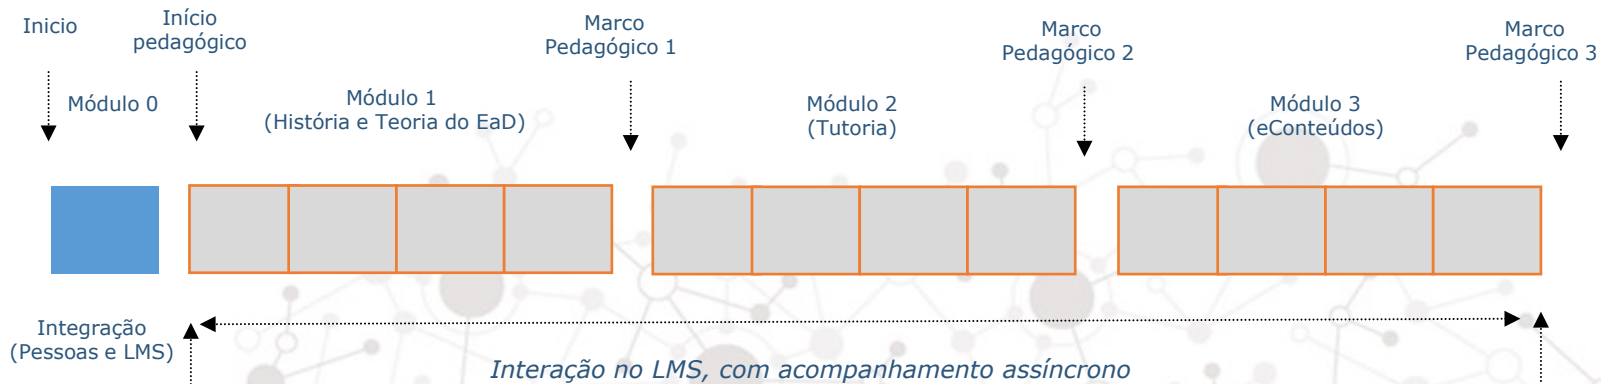 Inicio
Início
pedagógico
Marco
Pedagógico 1
Marco
Pedagógico 2
Marco
Pedagógico 3
Módulo 0
Módulo 1
(História e Teoria do EaD)
Módulo 2
(Tutoria)
Módulo 3
(eConteúdos)
Integração
(Pessoas e LMS)
Interação no LMS, com acompanhamento assíncrono